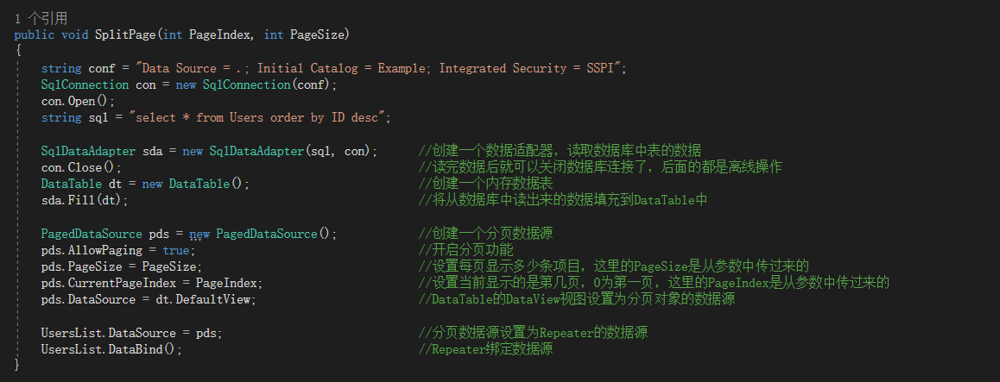 1 个引用
public void SplitPage(int PageIndex, int PageSize)
{
string conf = "Data Source = .; Initial Catalog = Example; Integrated Security = SSPI";
SqlConnection con = new SqlConnection(conf);
con.Open();
string sql = "select * from Users order by ID desc";
SqlDataAdapter sda = new SqlDataAdapter(sql, con); //创建一个数据适配器，读取数据库中表的数据
con.Close(); //读完数据后就可以关闭数据库连接了，后面的都是离线操作
DataTable dt = new DataTable(); //创建一个内存数据表
sda.Fill(dt); //将从数据库中读出来的数据填充到DataTable中
PagedDataSource pds = new PagedDataSource(); //创建一个分页数据源
pds.AllowPaging = true; //开启分页功能
pds.PageSize = PageSize; //设置每页显示多少条项目，这里的PageSize是从参数中传过来的
pds.CurrentPageIndex = PageIndex; //设置当前显示的是第几页，0为第一页，这里的PageIndex是从参数中传过来的
pds.DataSource = dt.DefaultView; //DataTable的DataView视图设置为分页对象的数据源
UsersList.DataSource = pds; //分页数据源设置为Repeater的数据源
UsersList.DataBind(); //Repeater绑定数据源
}